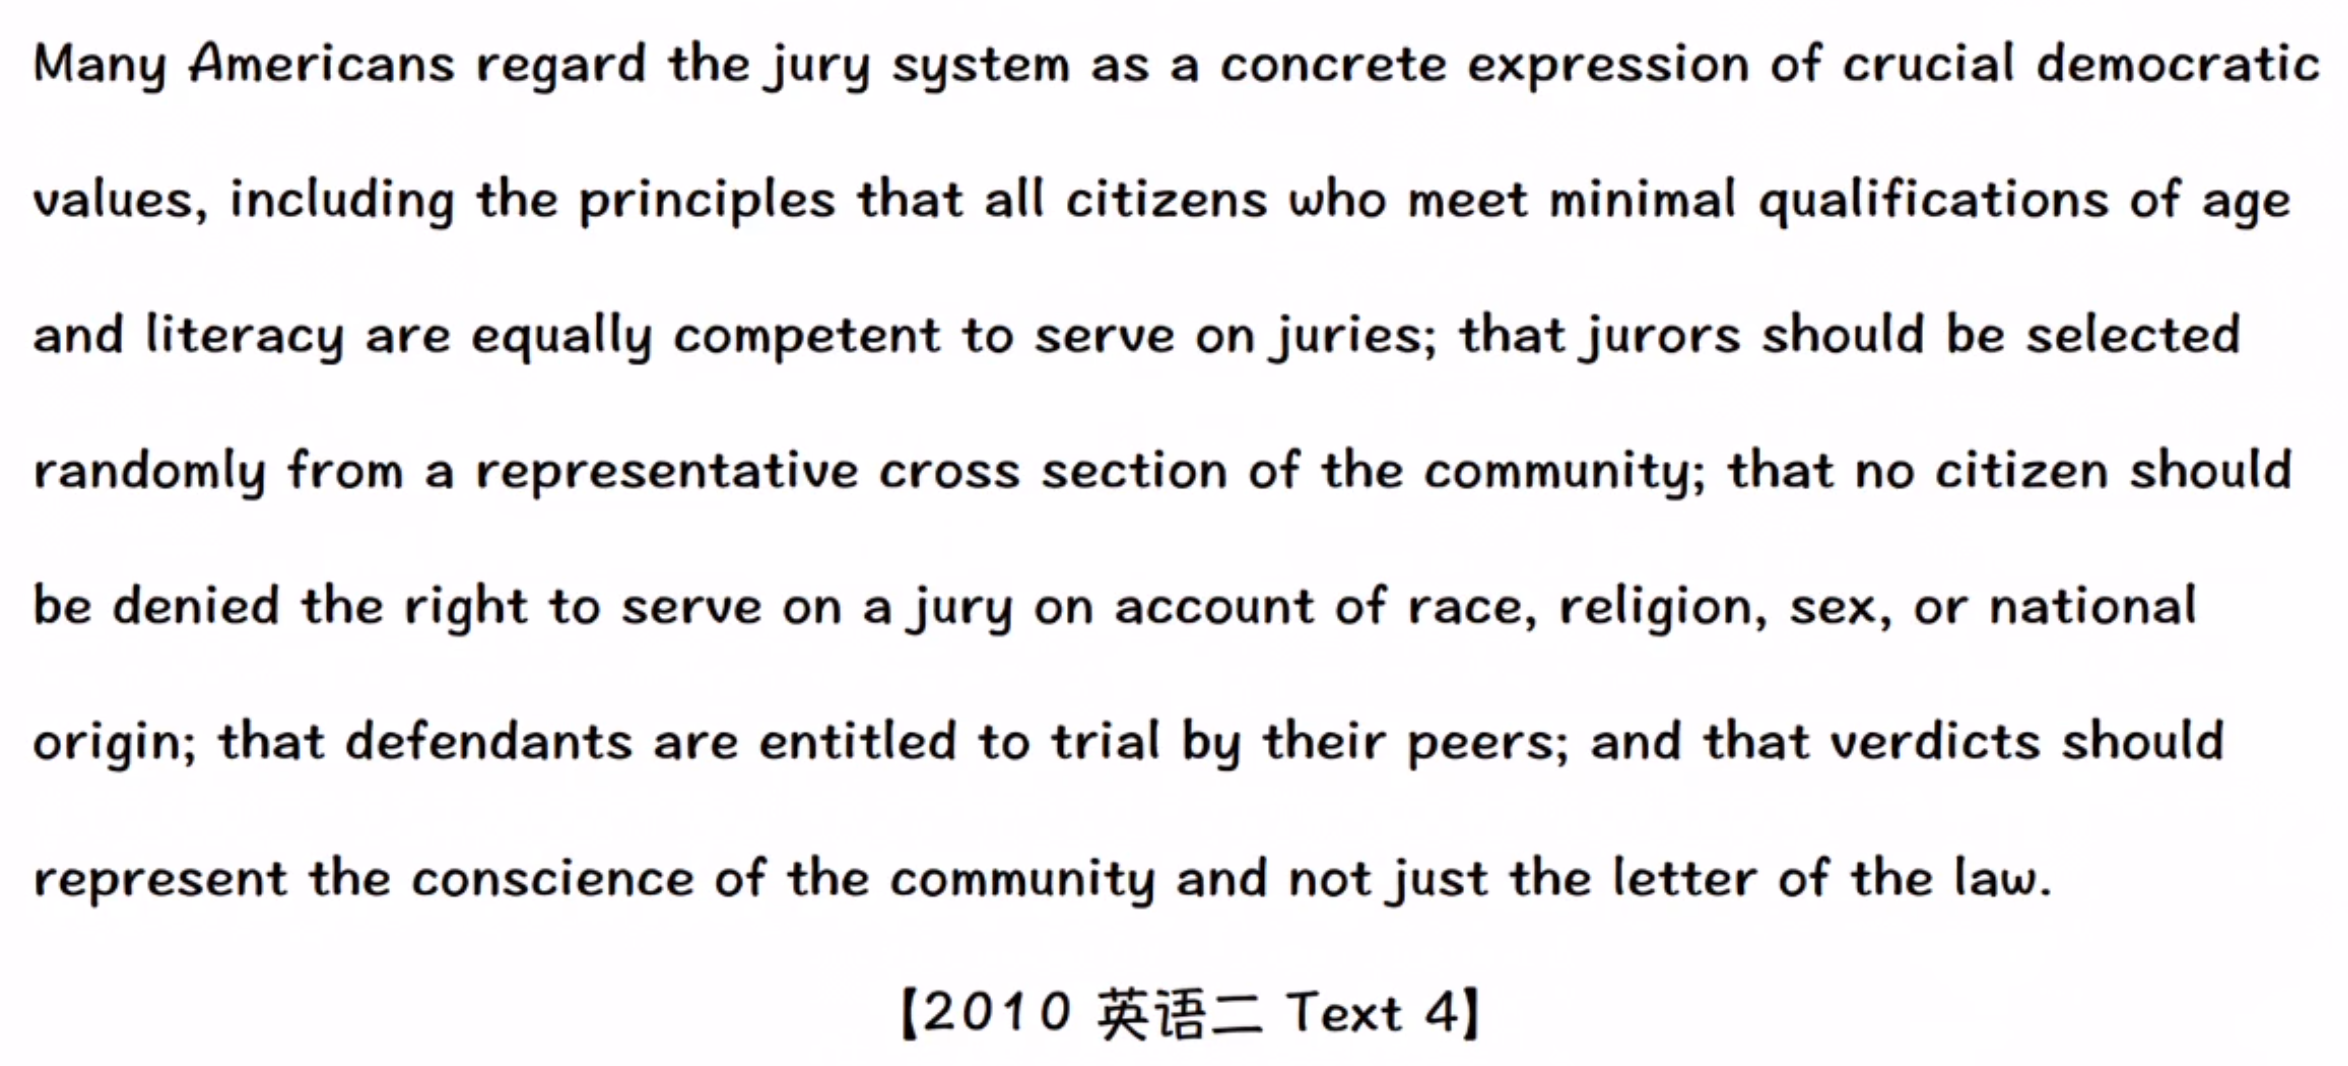 Many Americans regard the jury system as a concrete expression of crucial democratic
values, including the principles that all citizens who meet minimal qualifications of age
and literacy are equally competent to serve on juries; that jurors should be selected
randomly from a representative cross section of the community; that no citizen should
be denied the right to serve on a jury on account of race, religion, sex, or national
origin; that defendants are entitled to trial by their peers; and that verdicts should
represent the conscience of the community and not just the letter of the law.
【2010 英语二 Text 4】